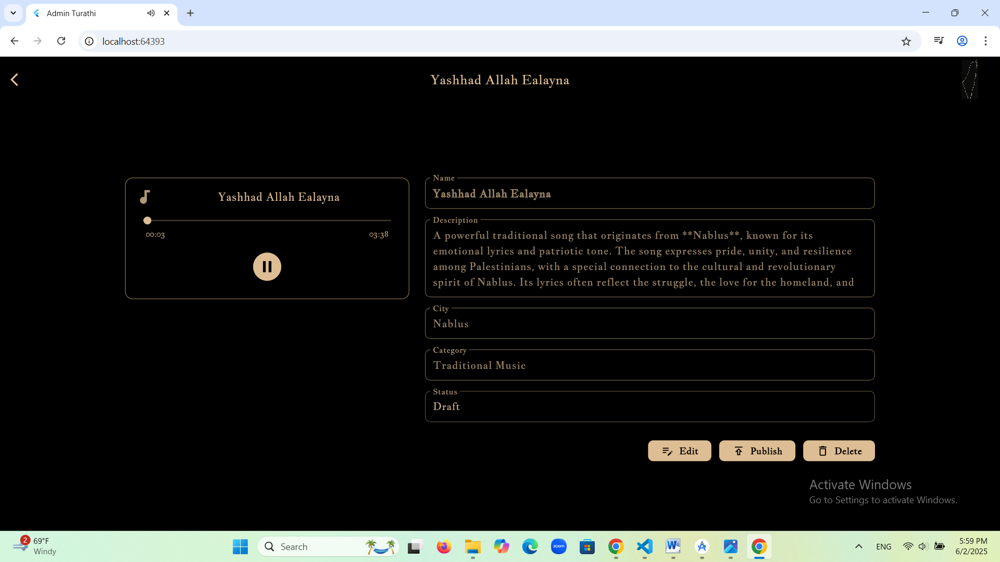 Admin Turathi
localhost:64393
Yashhad Allah Ealayna
Yashhad Allah Ealayna
00:03
03:38
Name
Yashhad Allah Ealayna
Description
A powerful traditional song that originates from **Nablus**, known for its
emotional lyrics and patriotic tone. The song expresses pride, unity, and resilience
among Palestinians, with a special connection to the cultural and revolutionary
spirit of Nablus. Its lyrics often reflect the struggle, the love for the homeland, and
City
Nablus
Category
Traditional Music
Status
Draft
Edit
Publish
Delete
Activate Windows
Go to Settings to activate Windows.
2
69°F
Windy
Search
zoom
W
ENG
5:59 PM
6/2/2025